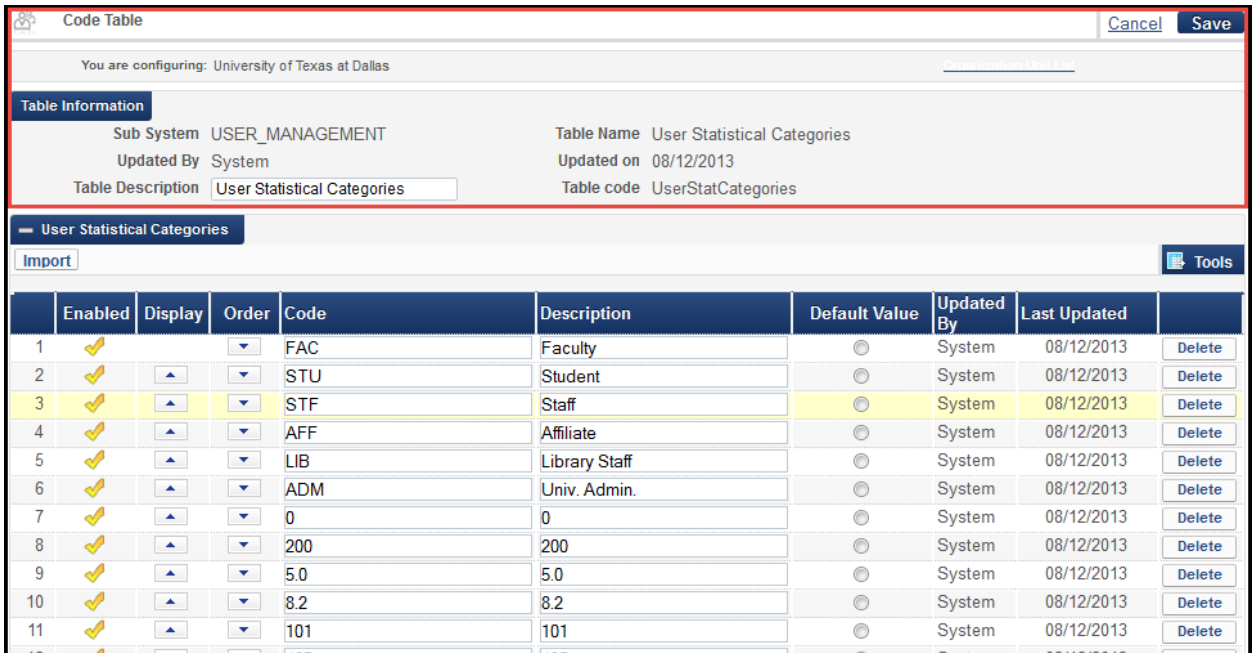 Code Table Cancel Save
You are configuring: University of Texas at Dallas Organization Unit List
Table Information
Sub System USER_MANAGEMENT Table Name User Statistical Categories
Updated By System Updated on 08/12/2013
Table Description User Statistical Categories Table code UserStatCategories
User Statistical Categories
Import Tools
Enabled Display Order Code Description Default Value Updated By Last Updated
1 FAC Faculty System 08/12/2013 Delete
2 STU Student System 08/12/2013 Delete
3 STF Staff System 08/12/2013 Delete
4 AFF Affiliate System 08/12/2013 Delete
5 LIB Library Staff System 08/12/2013 Delete
6 ADM Univ. Admin. System 08/12/2013 Delete
7 0 0 System 08/12/2013 Delete
8 200 200 System 08/12/2013 Delete
9 5.0 5.0 System 08/12/2013 Delete
10 8.2 8.2 System 08/12/2013 Delete
11 101 101 System 08/12/2013 Delete